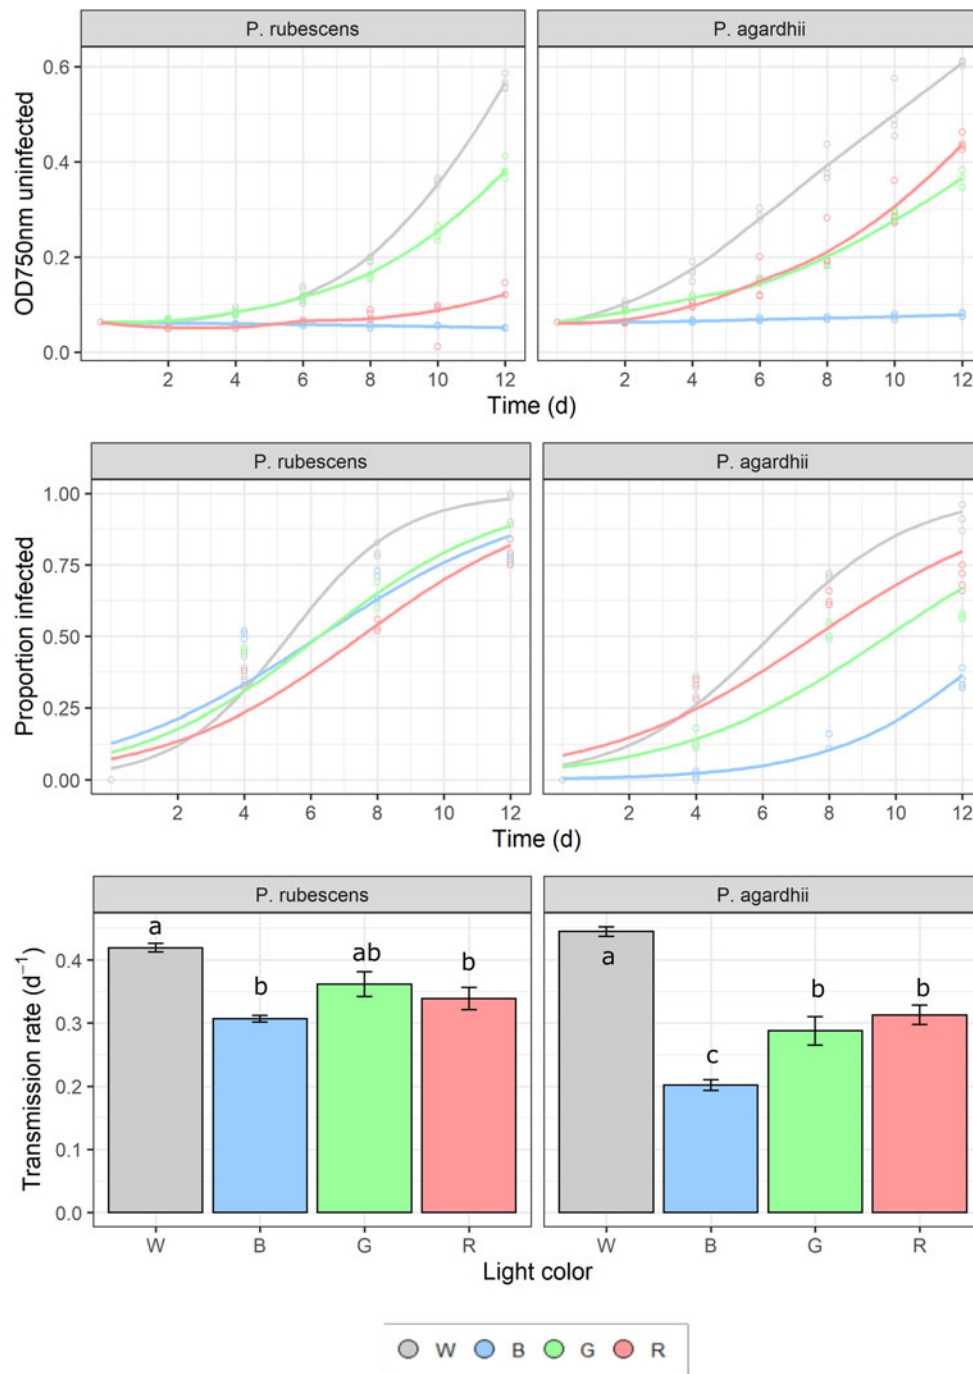 P. rubescens P. agardhii
OD750nm uninfected
0.6
0.4
0.2
0.0
2 4 6 8 10 12 2 4 6 8 10 12
Time (d)
P. rubescens P. agardhii
Proportion infected
1.00
0.75
0.50
0.25
0.00
2 4 6 8 10 12 2 4 6 8 10 12
Time (d)
P. rubescens P. agardhii
Transmission rate (d⁻¹)
0.4
0.3
0.2
0.1
0.0
a b ab b a c b b
W B G R W B G R
Light color
W B G R